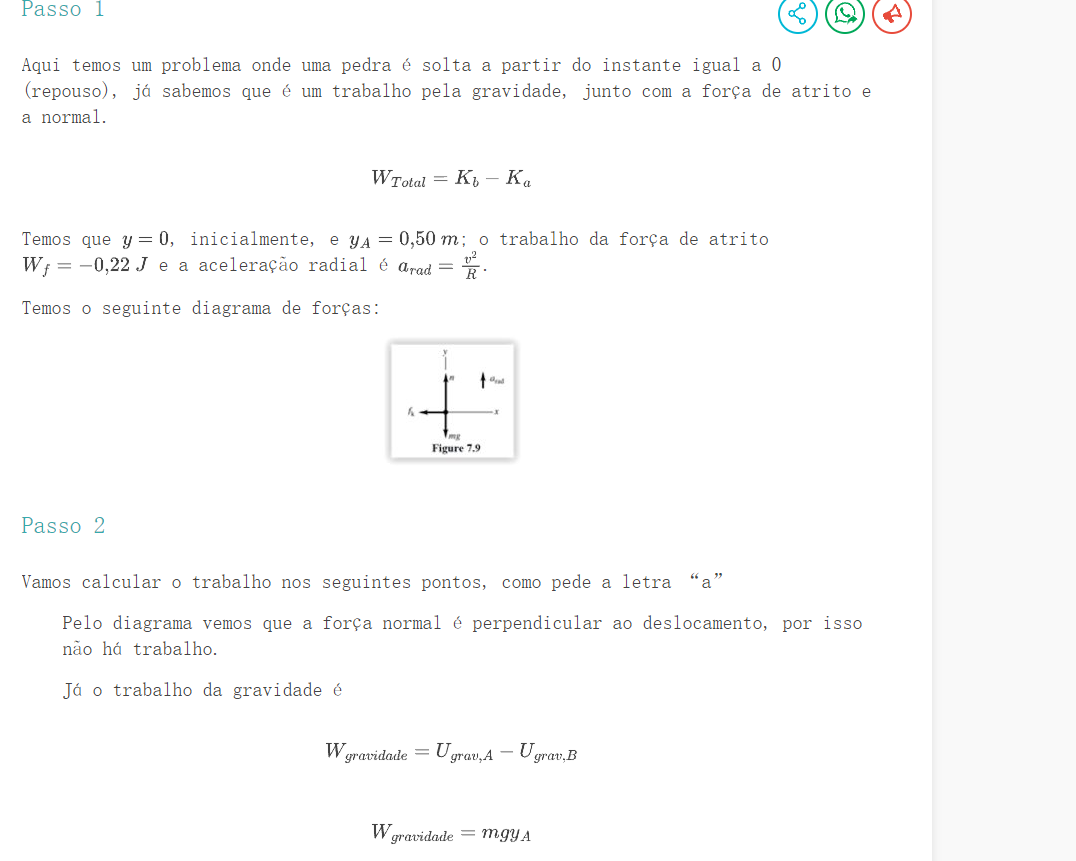 Passo 1
Aqui temos um problema onde uma pedra é solta a partir do instante igual a 0
(repouso), já sabemos que é um trabalho pela gravidade, junto com a força de atrito e
a normal.
W_{Total} = K_b − K_a
Temos que y = 0, inicialmente, e y_A = 0,50 m; o trabalho da força de atrito
W_f = −0,22 J e a aceleração radial é a_{rad} = \frac{v^2}{R}.
Temos o seguinte diagrama de forças:
y
n
a_{rad}
f_k
x
mg
Figure 7.9
Passo 2
Vamos calcular o trabalho nos seguintes pontos, como pede a letra “a”
Pelo diagrama vemos que a força normal é perpendicular ao deslocamento, por isso
não há trabalho.
Já o trabalho da gravidade é
W_{gravidade} = U_{grav,A} − U_{grav,B}
W_{gravidade} = mgy_A